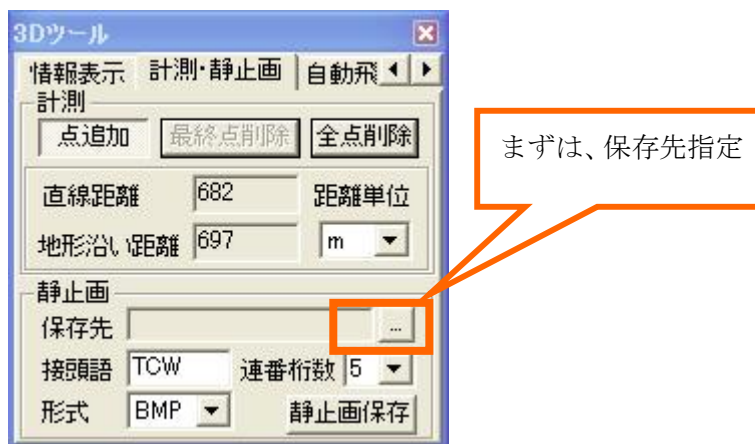 3Dツール
情報表示 計測・静止画 自動飛
計測
点追加 最終点削除 全点削除
まずは、保存先指定
直線距離 682 距離単位
地形沿い距離 697 m
静止画
保存先 ...
接頭語 TCW 連番桁数 5
形式 BMP 静止画保存